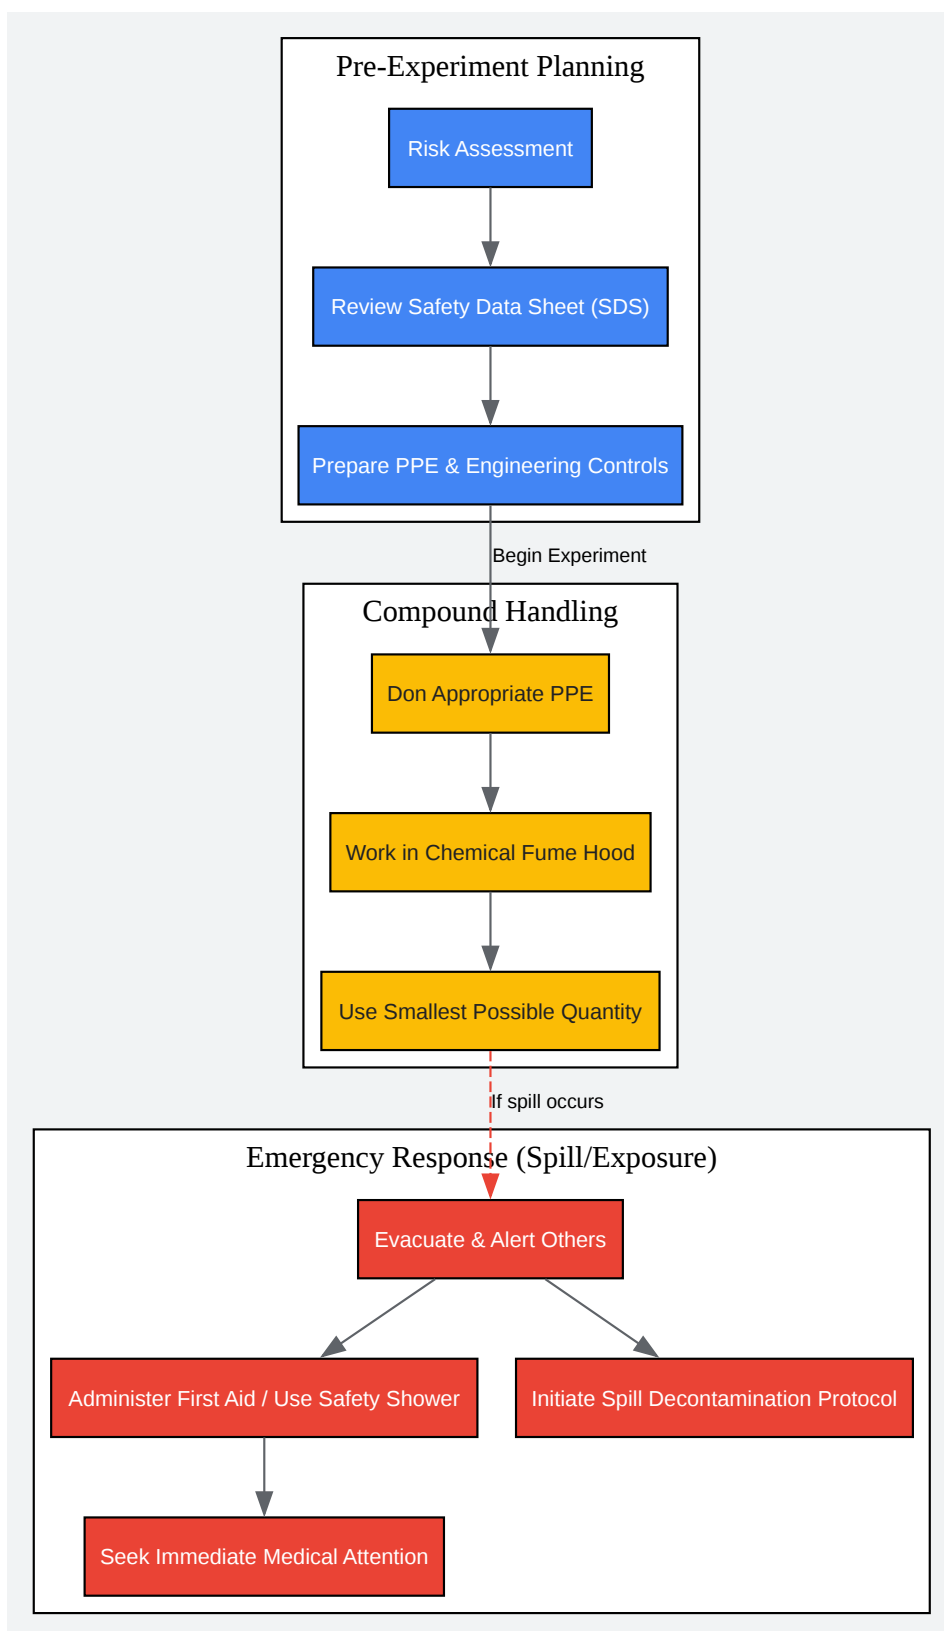 Pre-Experiment Planning
Risk Assessment
Review Safety Data Sheet (SDS)
Prepare PPE & Engineering Controls
Begin Experiment
Compound Handling
Don Appropriate PPE
Work in Chemical Fume Hood
Use Smallest Possible Quantity
If spill occurs
Emergency Response (Spill/Exposure)
Evacuate & Alert Others
Administer First Aid / Use Safety Shower
Initiate Spill Decontamination Protocol
Seek Immediate Medical Attention